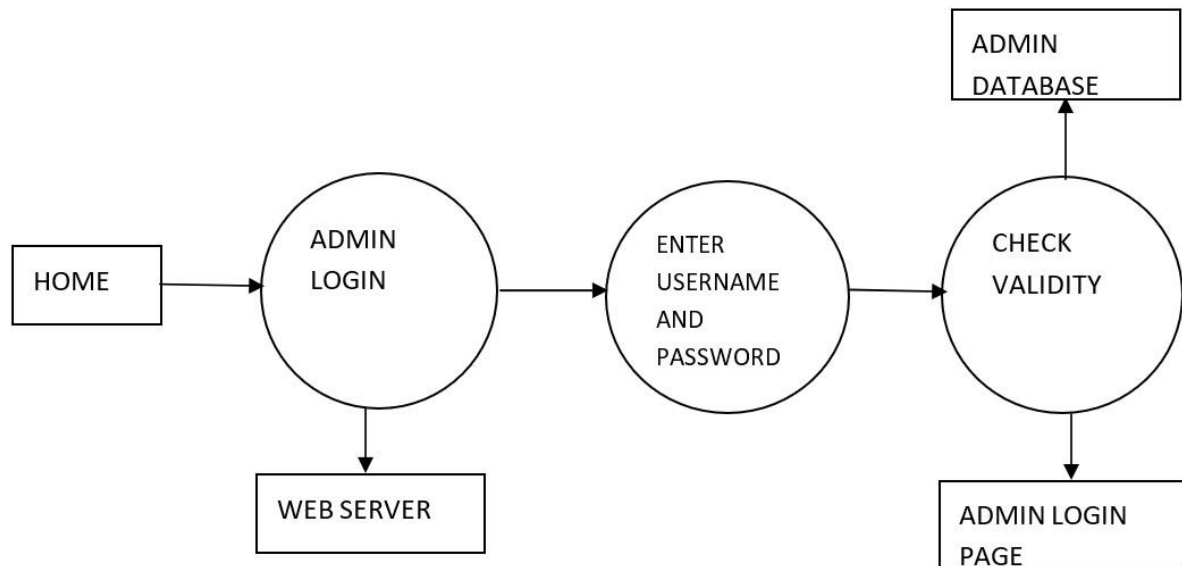 ADMIN
DATABASE
HOME
ADMIN
LOGIN
ENTER
USERNAME
AND
PASSWORD
CHECK
VALIDITY
WEB SERVER
ADMIN LOGIN
PAGE